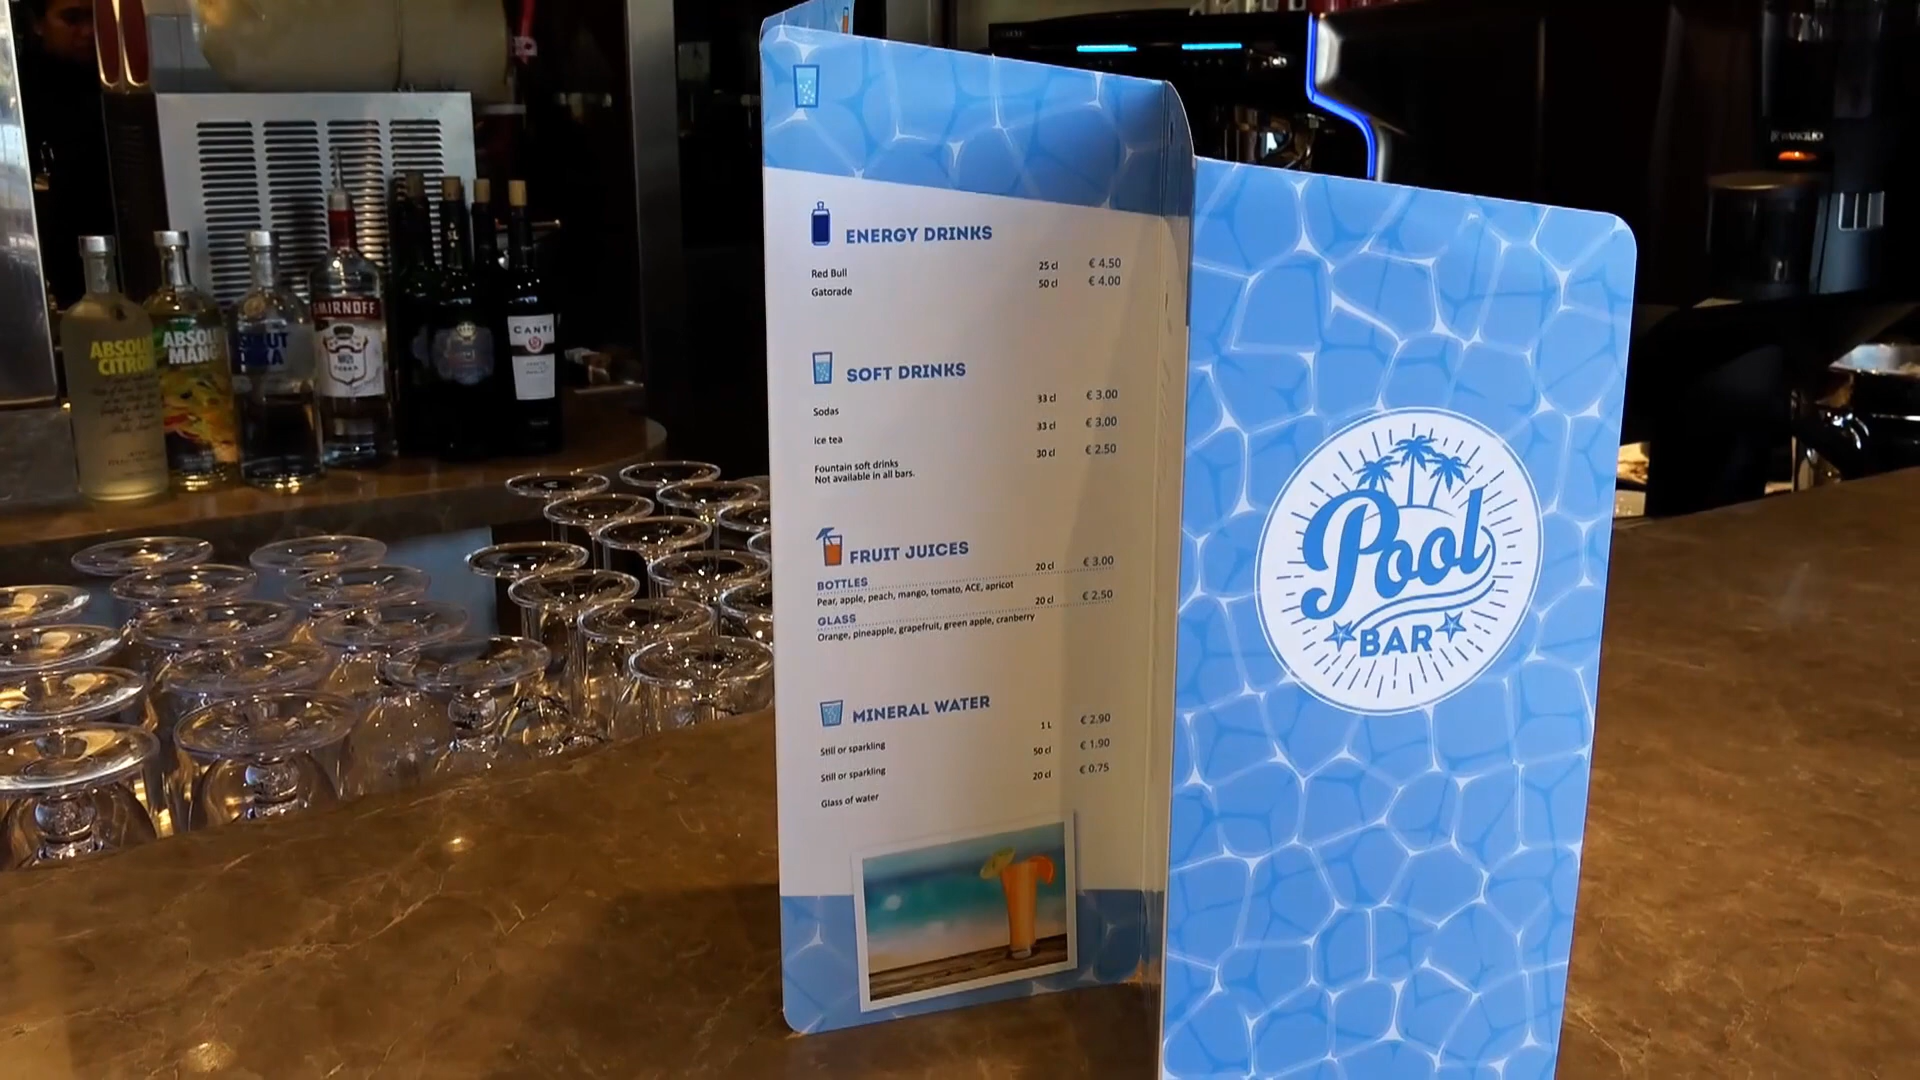 ENERGY DRINKS
Red Bull 25 cl € 4.50
Gatorade 50 cl € 4.00
SOFT DRINKS
Sodas 33 cl € 3,00
Ice tea 33 cl € 3,00
Fountain soft drinks 30 cl € 2.50
Not available in all bars.
FRUIT JUICES
BOTTLES 20 cl € 3.00
Pear, apple, peach, mango, tomato, ACE, apricot
GLASS 20 cl € 2.50
Orange, pineapple, grapefruit, green apple, cranberry
MINERAL WATER
Still or sparkling 1 L € 2.90
Still or sparkling 50 cl € 1.90
Glass of water 20 cl € 0.75
Pool
BAR
SMIRNOFF
VODKA
CANTI